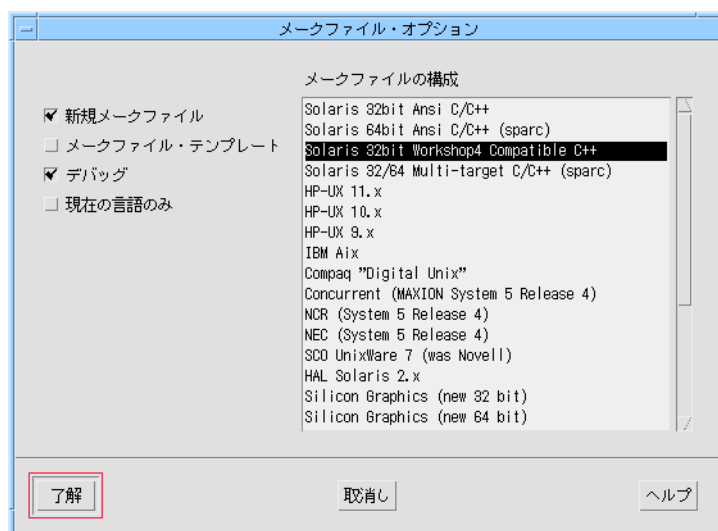 メークファイル・オプション
メークファイルの構成
新規メークファイル
メークファイル・テンプレート
デバッグ
現在の言語のみ
Solaris 32bit Ansi C/C++
Solaris 64bit Ansi C/C++ (sparc)
Solaris 32bit Workshop4 Compatible C++
Solaris 32/64 Multi-target C/C++ (sparc)
HP-UX 11.x
HP-UX 10.x
HP-UX 9.x
IBM Aix
Compaq "Digital Unix"
Concurrent (MAXION System 5 Release 4)
NCR (System 5 Release 4)
NEC (System 5 Release 4)
SCO UnixWare 7 (was Novell)
HAL Solaris 2.x
Silicon Graphics (new 32 bit)
Silicon Graphics (new 64 bit)
了解
取消し
ヘルプ